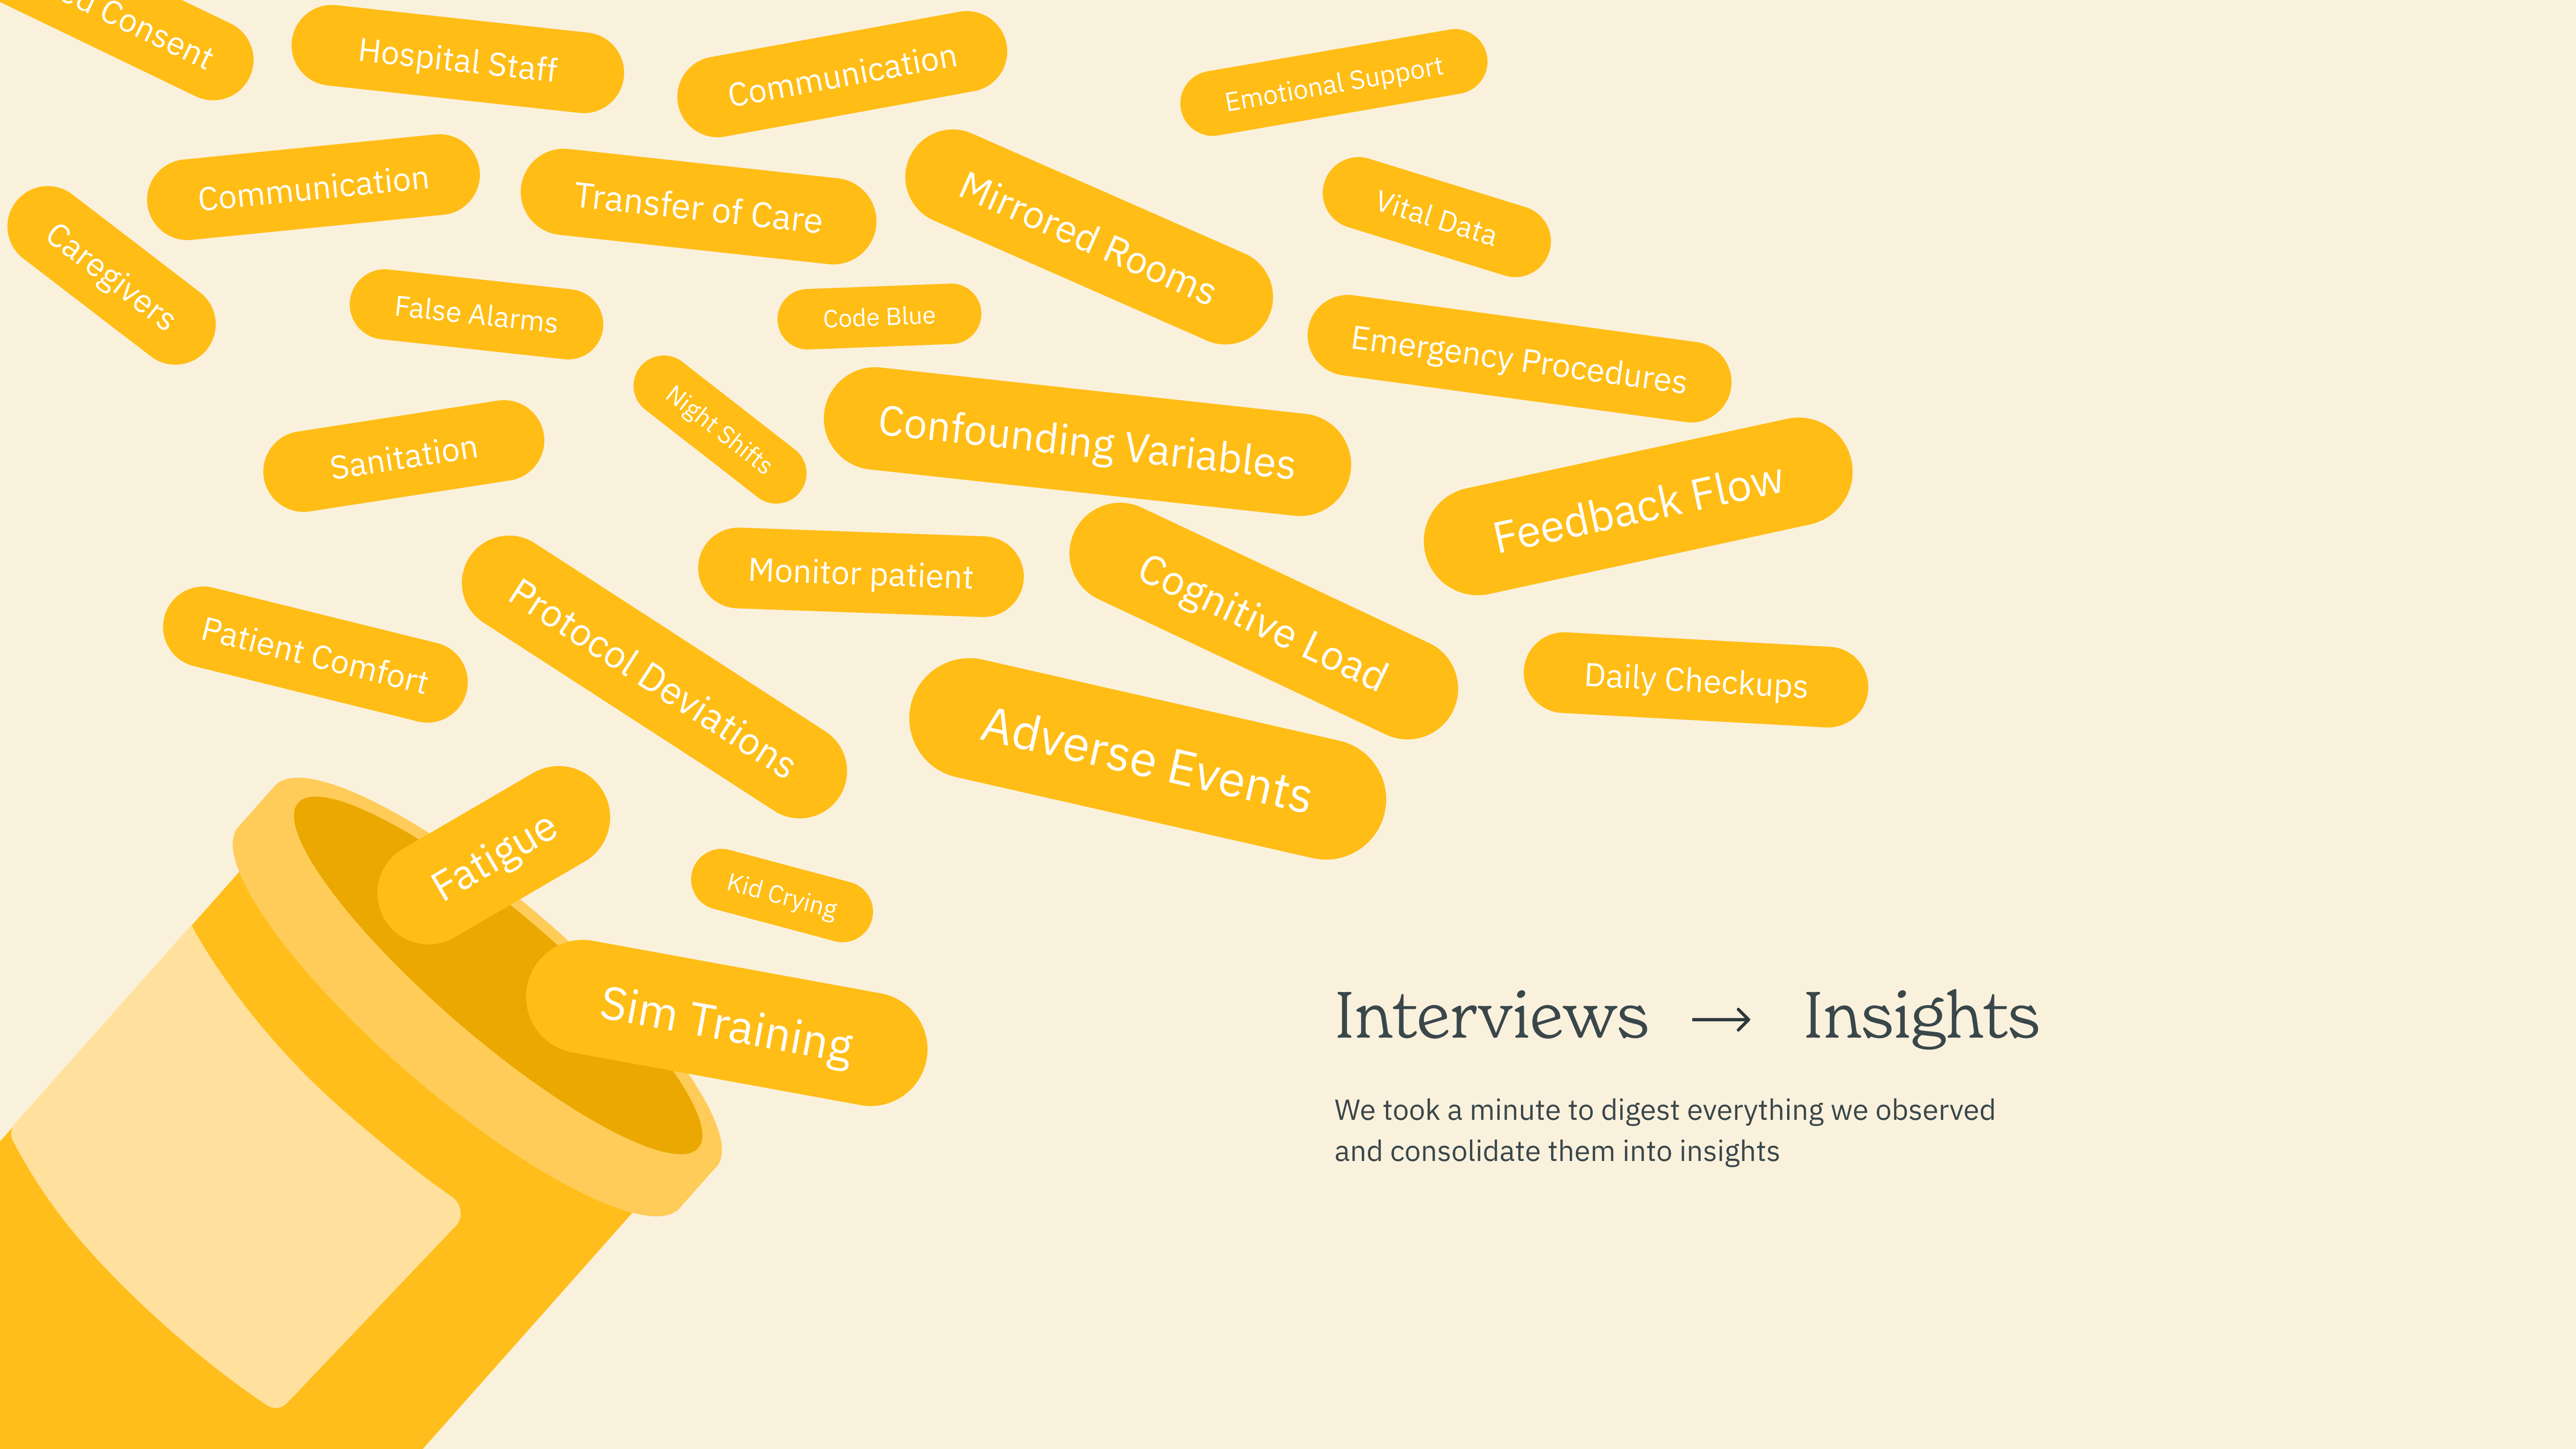 Consent
Hospital Staff
Communication
Emotional Support
Communication
Transfer of Care
Mirrored Rooms
Vital Data
Caregivers
False Alarms
Code Blue
Emergency Procedures
Night Shifts
Confounding Variables
Sanitation
Feedback Flow
Monitor patient
Cognitive Load
Patient Comfort
Protocol Deviations
Daily Checkups
Adverse Events
Fatigue
Kid Crying
Sim Training
Interviews → Insights
We took a minute to digest everything we observed
and consolidate them into insights